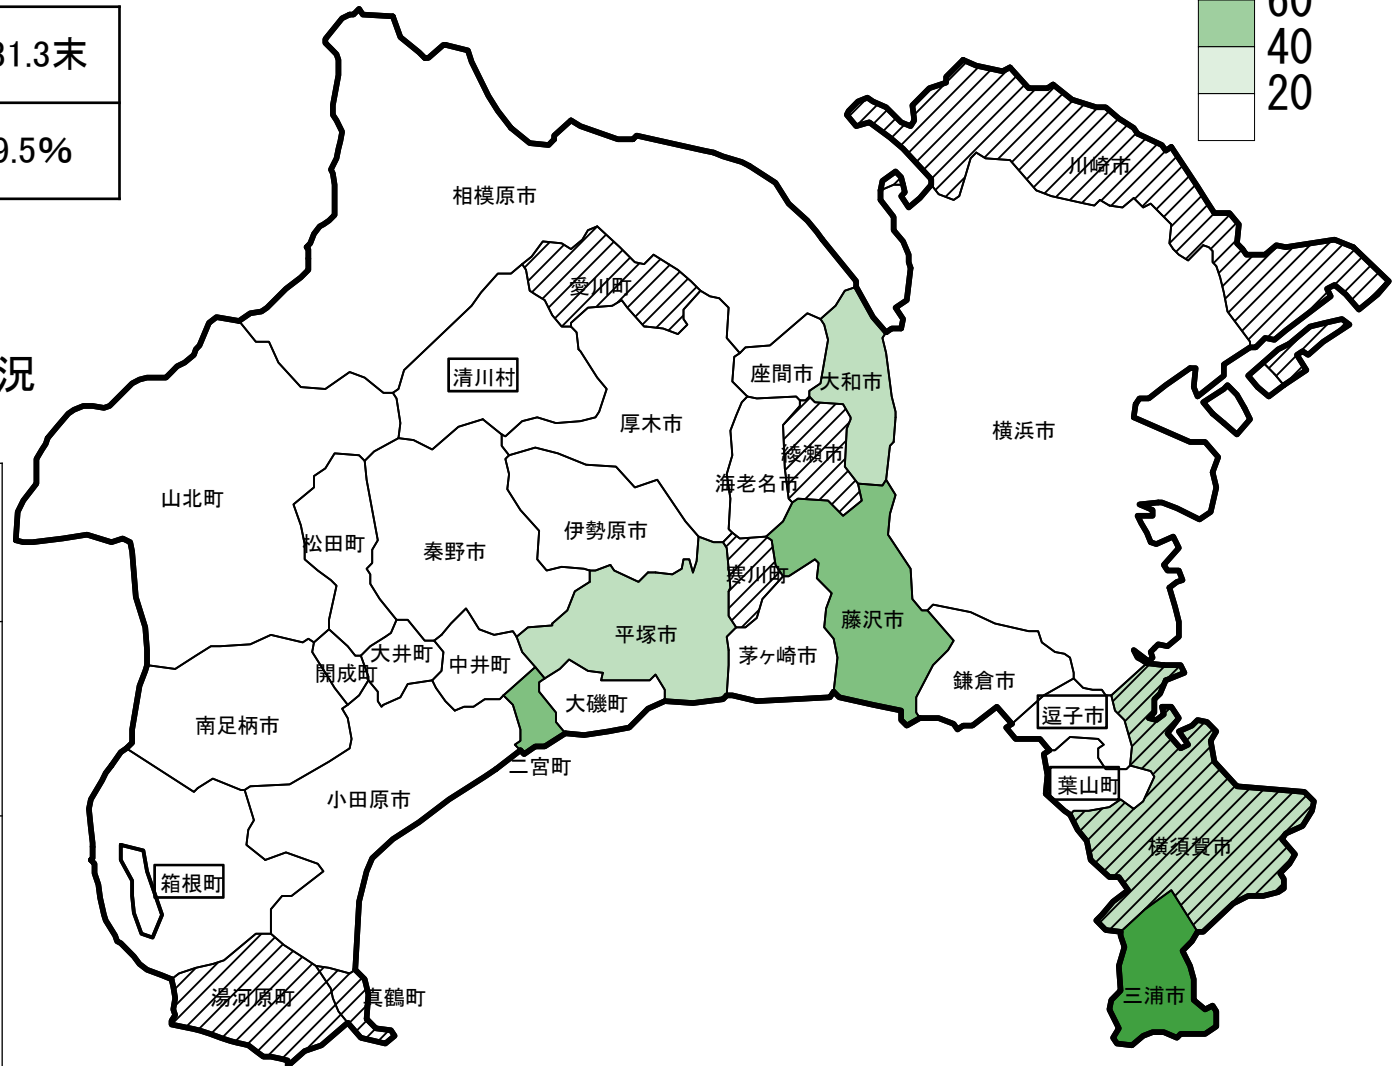 31.3末
9.5%
60
40
20
況
川崎市
相模原市
愛川町
清川村
座間市
大和市
厚木市
横浜市
綾瀬市
海老名市
山北町
伊勢原市
松田町
秦野市
寒川町
藤沢市
平塚市
大井町
中井町
茅ヶ崎市
開成町
鎌倉市
大磯町
逗子市
南足柄市
二宮町
葉山町
小田原市
横須賀市
箱根町
湯河原町
真鶴町
三浦市